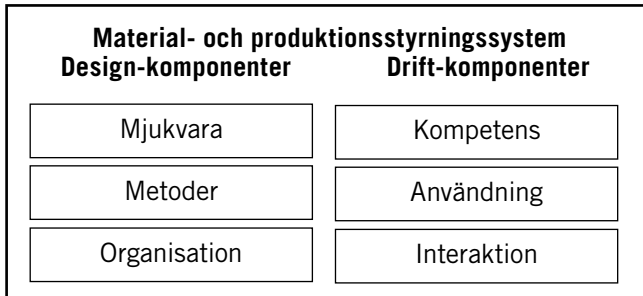 Material- och produktionsstyrningssystem
Design-komponenter Drift-komponenter
Mjukvara Kompetens
Metoder Användning
Organisation Interaktion